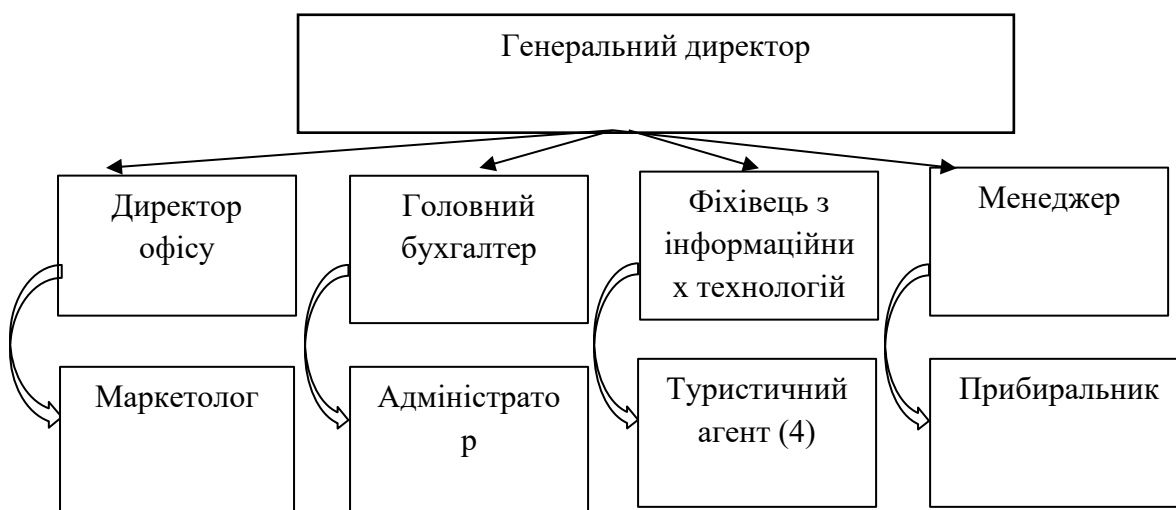 Генеральний директор
Директор
офісу
Головний
бухгалтер
Фіхівець з
інформаційни
х технологій
Менеджер
Маркетолог
Адміністрато
р
Туристичний
агент (4)
Прибиральник